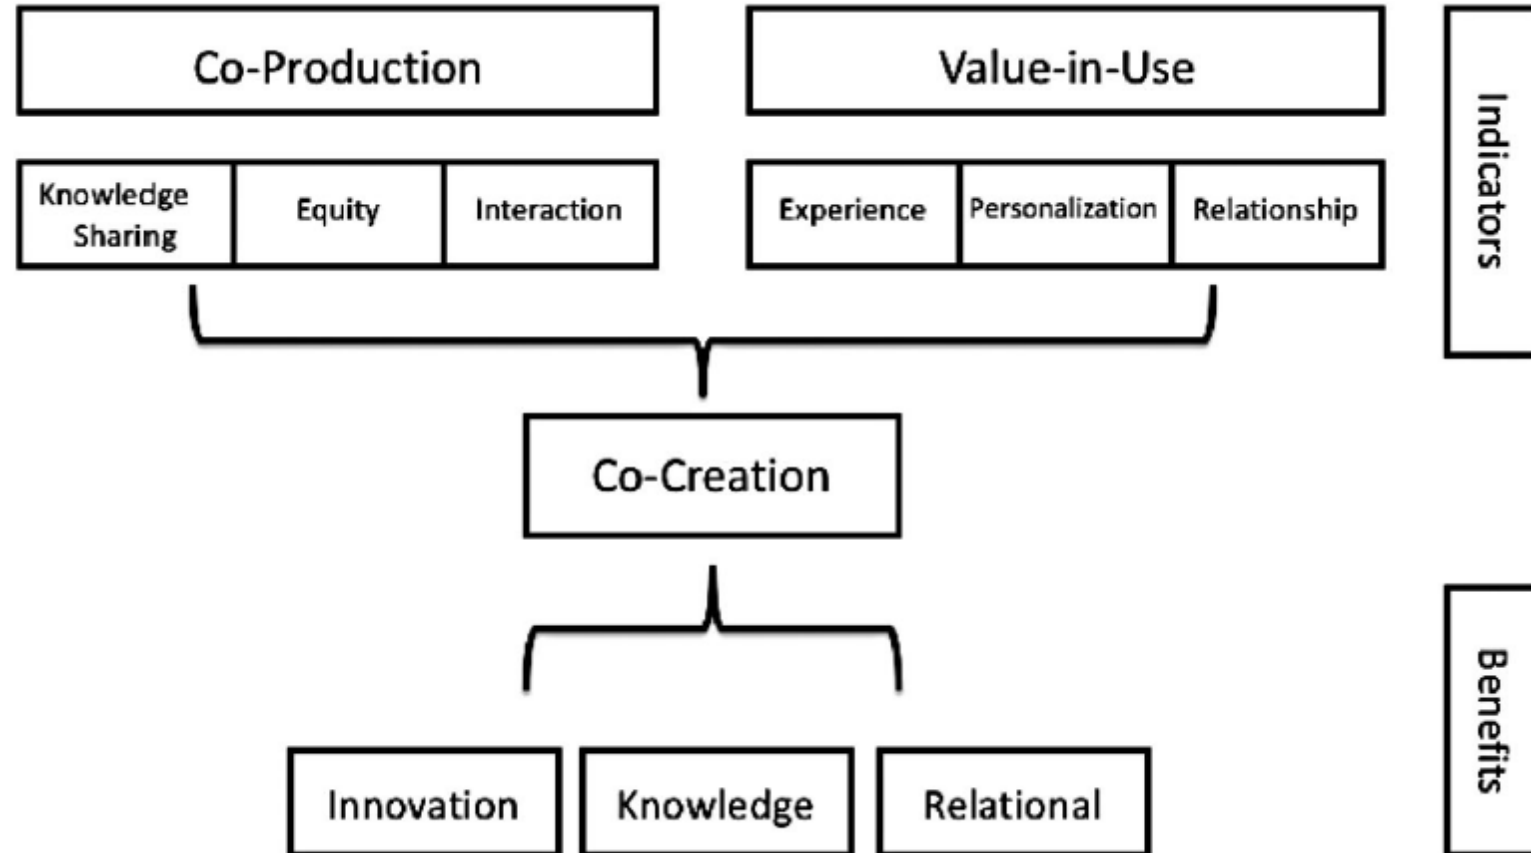 Co-Production
Value-in-Use
Knowledge
Sharing
Equity
Interaction
Experience
Personalization
Relationship
Indicators
Co-Creation
Innovation
Knowledge
Relational
Benefits